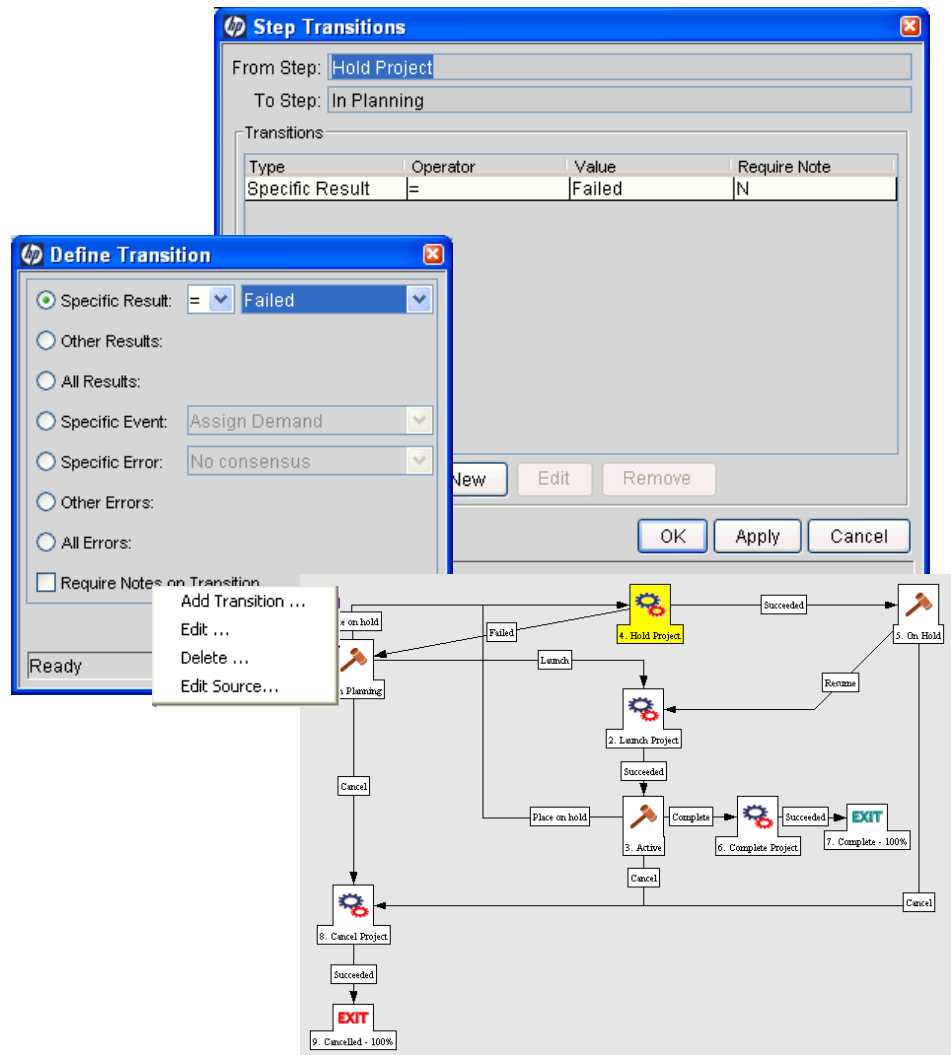 hp Step Transitions
From Step: Hold Project
To Step: In Planning
Transitions
Type Operator Value Require Note
Specific Result = Failed N
New Edit Remove
OK Apply Cancel
hp Define Transition
Specific Result: = Failed
Other Results:
All Results:
Specific Event: Assign Demand
Specific Error: No consensus
Other Errors:
All Errors:
Require Notes on Transition
Ready
Add Transition ...
Edit ...
Delete ...
Edit Source...
on hold
Failed
4. Hold Project
Succeeded
5. On Hold
Planning
Launch
Resume
2. Launch Project
Succeeded
Cancel
Place on hold
3. Active
Complete
6. Complete Project
Succeeded
EXIT
7. Complete - 100%
Cancel
Cancel
8. Cancel Project
Succeeded
EXIT
9. Cancelled - 100%